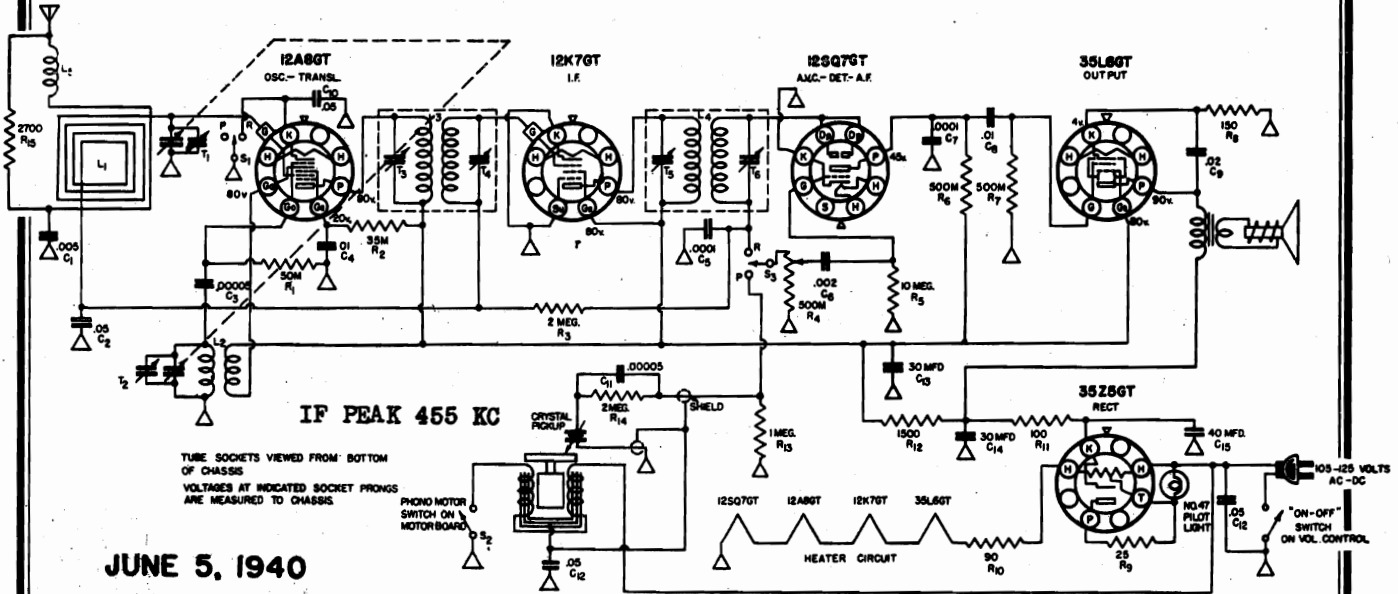 12A8GT
OSC.- TRANSL.
12K7GT
I.F.
12SQ7GT
A.V.C.- DET.- A.F.
35L6GT
OUTPUT
2700
R15
L1
.005
C1
.05
C2
T1
P
R
S1
C10
.05
G
K
H
H
P
80v.
20v.
90v.
35M
R2
.01
C4
50M
R1
.00005
C3
L2
T2
3
T3
T4
G
K
H
H
P
Su
80v.
80v.
4
T5
T6
.0001
C5
R
P
S3
2 MEG.
R3
500M
R4
.002
C6
10 MEG.
R5
K
G
S
H
H
P
45v.
.0001
C7
.01
C8
500M
R6
500M
R7
4v.
K
H
H
P
G
90v.
80v.
150
R8
.02
C9
30 MFD
C13
1500
R12
30 MFD
C14
100
R11
40 MFD.
C15
35Z5GT
RECT
K
H
H
T
P
NO.47
PILOT
LIGHT
.05
C12
25
R9
105-125 VOLTS
AC-DC
"ON-OFF"
SWITCH
ON VOL. CONTROL
C11
.00005
2MEG.
R14
SHIELD
1 MEG.
R13
CRYSTAL
PICKUP
PHONO MOTOR
SWITCH ON
MOTORBOARD
S2
.05
C12
12SQ7GT
12A8GT
12K7GT
35L6GT
HEATER CIRCUIT
90
R10
IF PEAK 455 KC
TUBE SOCKETS VIEWED FROM BOTTOM
OF CHASSIS
VOLTAGES AT INDICATED SOCKET PRONGS
ARE MEASURED TO CHASSIS.
JUNE 5, 1940